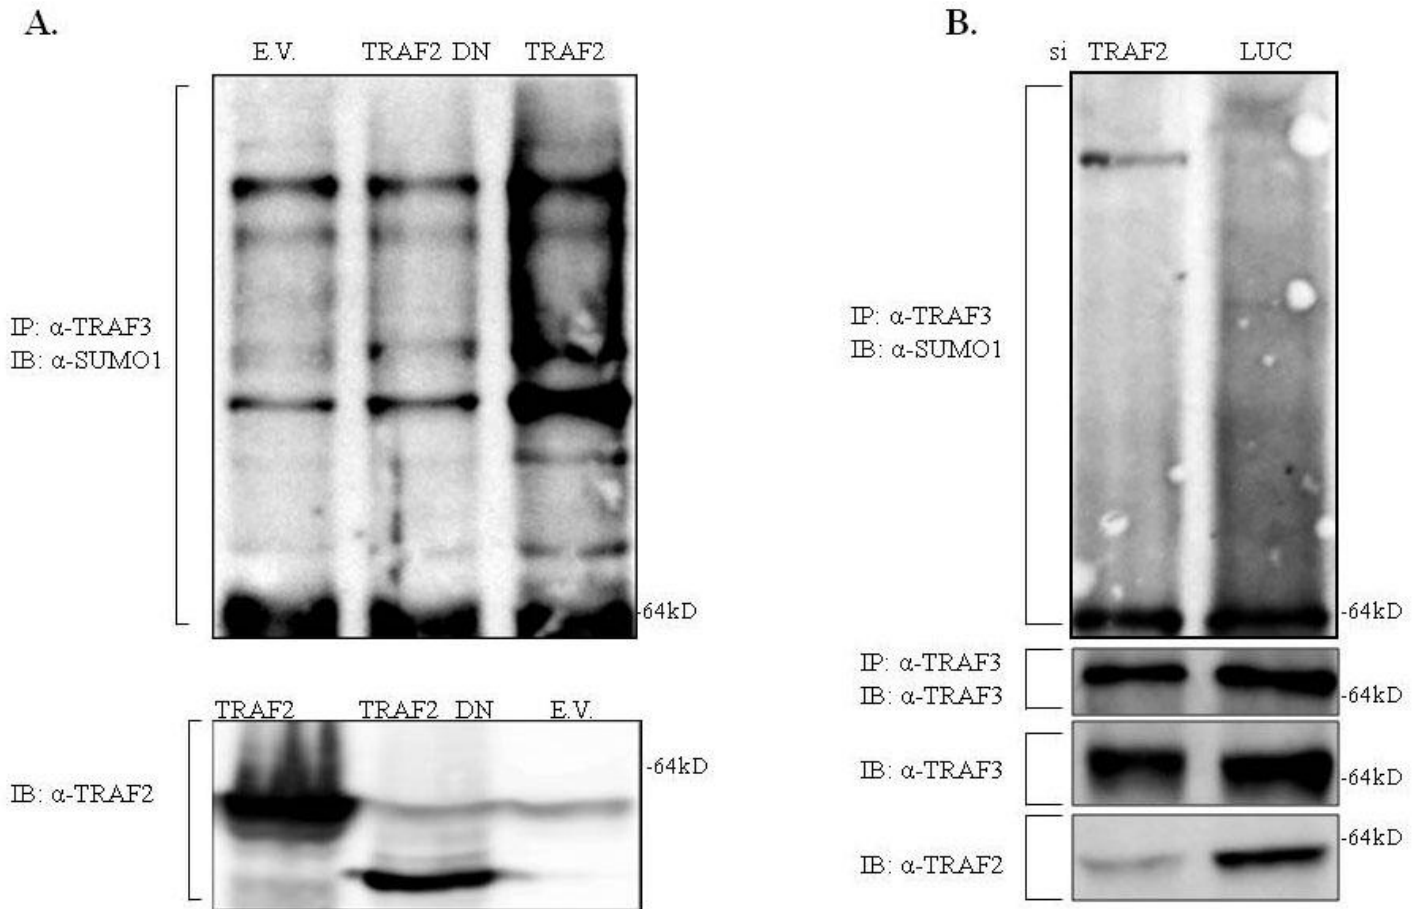 A.
E.V. TRAF2 DN TRAF2
IP: α-TRAF3
IB: α-SUMO1
-64kD
TRAF2 TRAF2 DN E.V.
-64kD
IB: α-TRAF2
B.
si TRAF2 LUC
IP: α-TRAF3
IB: α-SUMO1
-64kD
IP: α-TRAF3
IB: α-TRAF3
-64kD
IB: α-TRAF3
-64kD
-64kD
IB: α-TRAF2